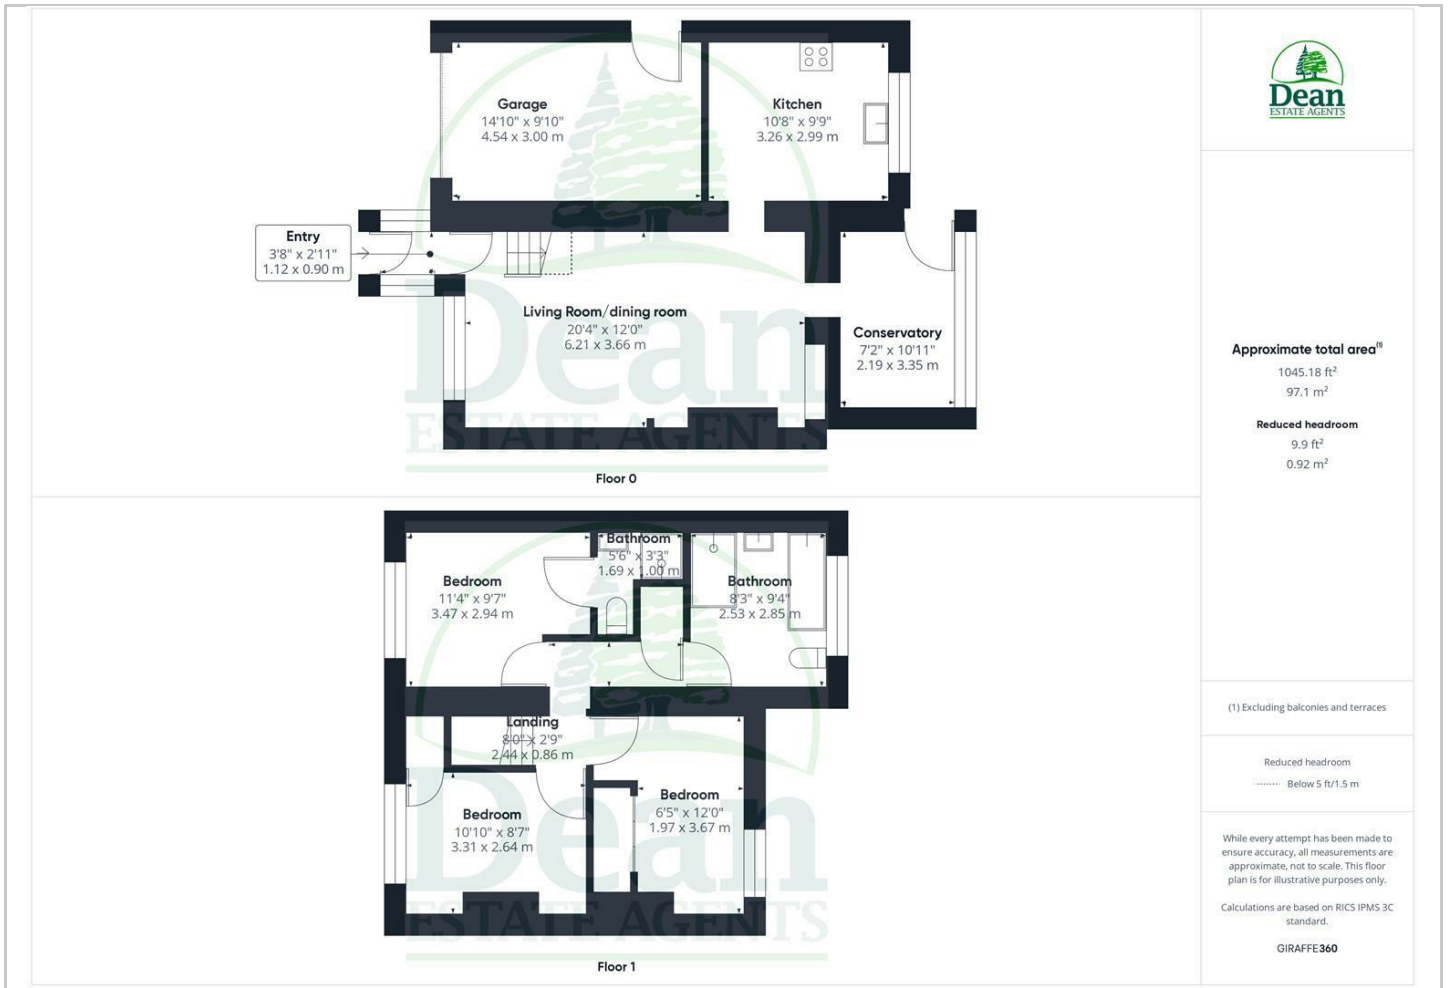 Garage
14'10" x 9'10"
4.54 x 3.00 m
Kitchen
10'8" x 9'9"
3.26 x 2.99 m
Entry
3'8" x 2'11"
1.12 x 0.90 m
Living Room/dining room
20'4" x 12'0"
6.21 x 3.66 m
Conservatory
7'2" x 10'11"
2.19 x 3.35 m
Dean
ESTATE AGENTS
Floor 0
Bedroom
11'4" x 9'7"
3.47 x 2.94 m
Bathroom
5'6" x 3'3"
1.69 x 1.00 m
Bathroom
8'3" x 9'4"
2.53 x 2.85 m
Landing
8'0" x 2'9"
2.44 x 0.86 m
Bedroom
10'10" x 8'7"
3.31 x 2.64 m
Bedroom
6'5" x 12'0"
1.97 x 3.67 m
Dean
ESTATE AGENTS
Floor 1
Dean
ESTATE AGENTS
Approximate total area⁽¹⁾
1045.18 ft²
97.1 m²
Reduced headroom
9.9 ft²
0.92 m²
(1) Excluding balconies and terraces
Reduced headroom
Below 5 ft/1.5 m
While every attempt has been made to
ensure accuracy, all measurements are
approximate, not to scale. This floor
plan is for illustrative purposes only.
Calculations are based on RICS IPMS 3C
standard.
GIRAFFE360